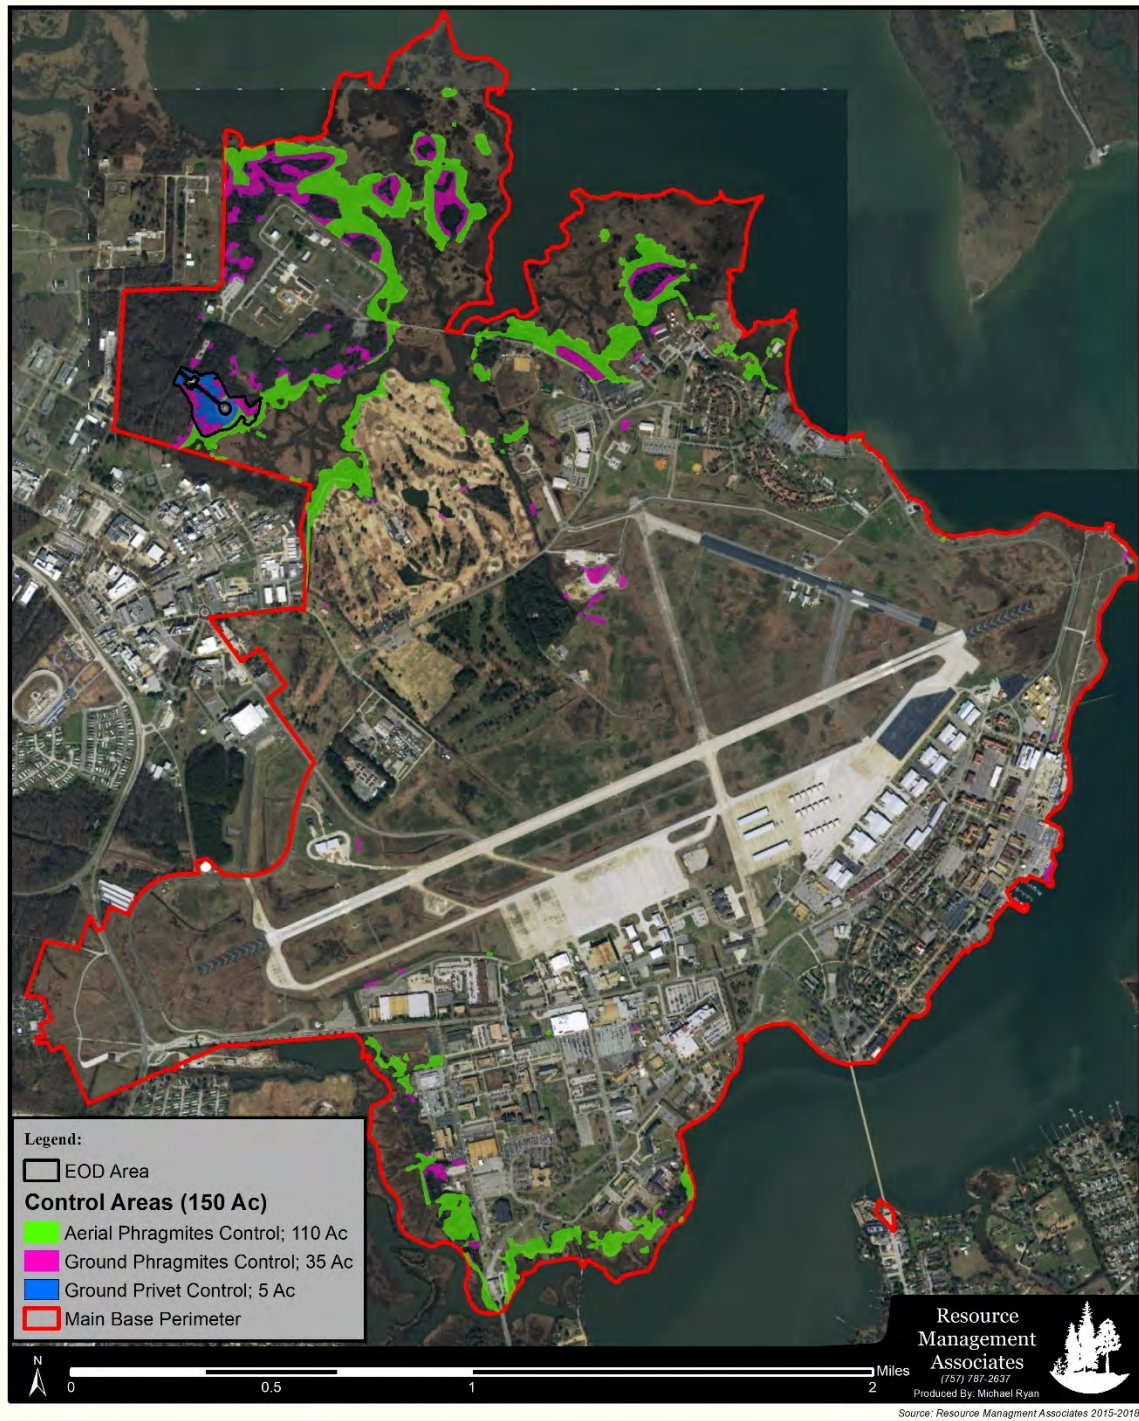 Legend:
EOD Area
Control Areas (150 Ac)
Aerial Phragmites Control; 110 Ac
Ground Phragmites Control; 35 Ac
Ground Privet Control; 5 Ac
Main Base Perimeter
N
0
0.5
1
2
Miles
Resource
Management
Associates
(757) 787-2637
Produced By: Michael Ryan
Source: Resource Managment Associates 2015-2018